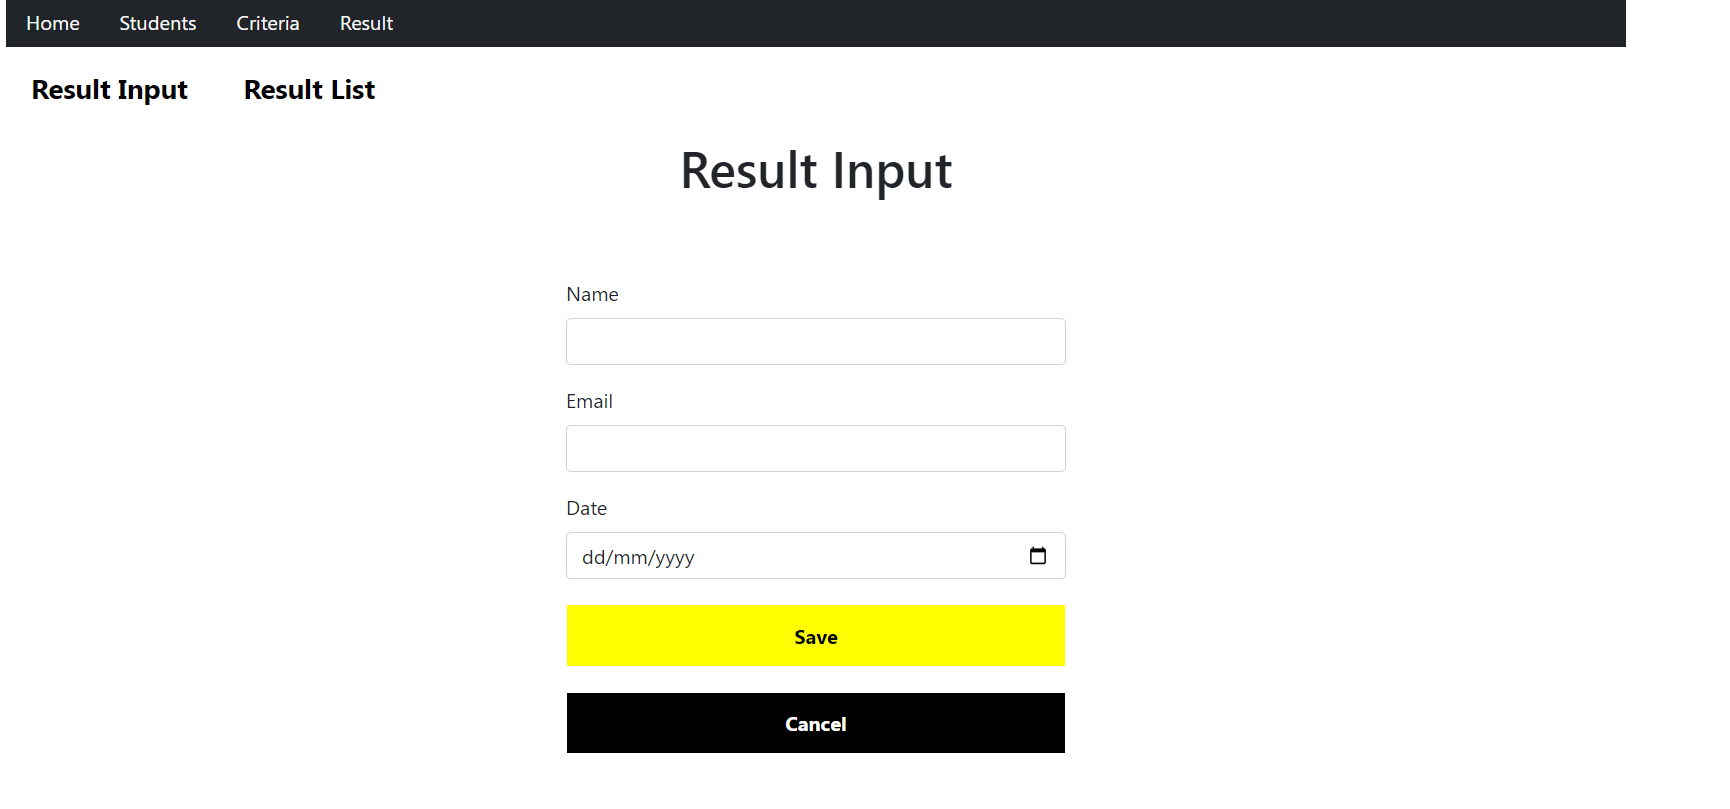 Home Students Criteria Result
Result Input Result List
Result Input
Name
Email
Date
dd/mm/yyyy
Save
Cancel